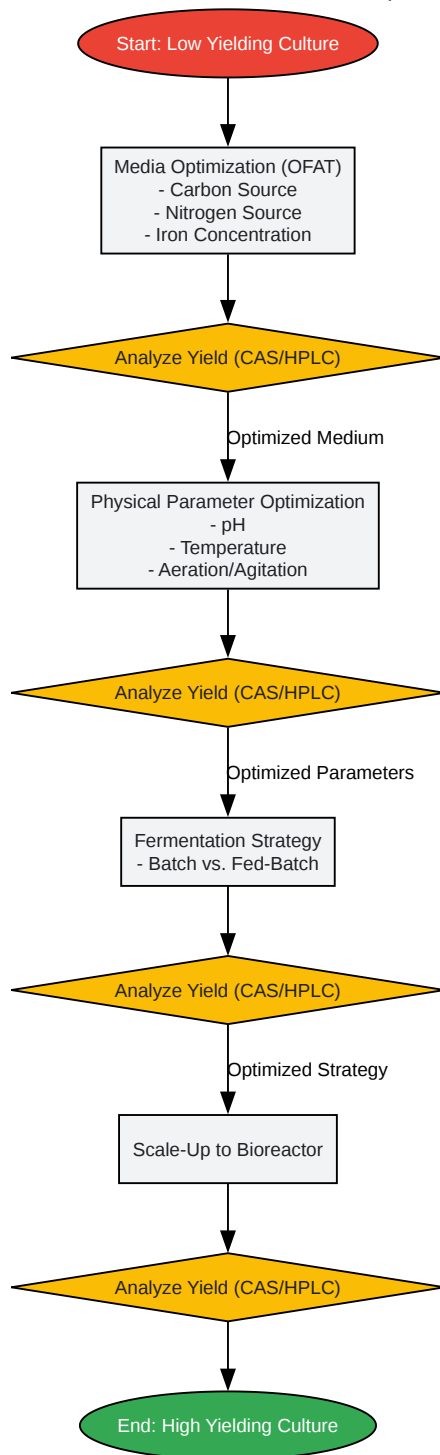 Start: Low Yielding Culture
Media Optimization (OFAT)
- Carbon Source
- Nitrogen Source
- Iron Concentration
Analyze Yield (CAS/HPLC)
Optimized Medium
Physical Parameter Optimization
- pH
- Temperature
- Aeration/Agitation
Analyze Yield (CAS/HPLC)
Optimized Parameters
Fermentation Strategy
- Batch vs. Fed-Batch
Analyze Yield (CAS/HPLC)
Optimized Strategy
Scale-Up to Bioreactor
Analyze Yield (CAS/HPLC)
End: High Yielding Culture